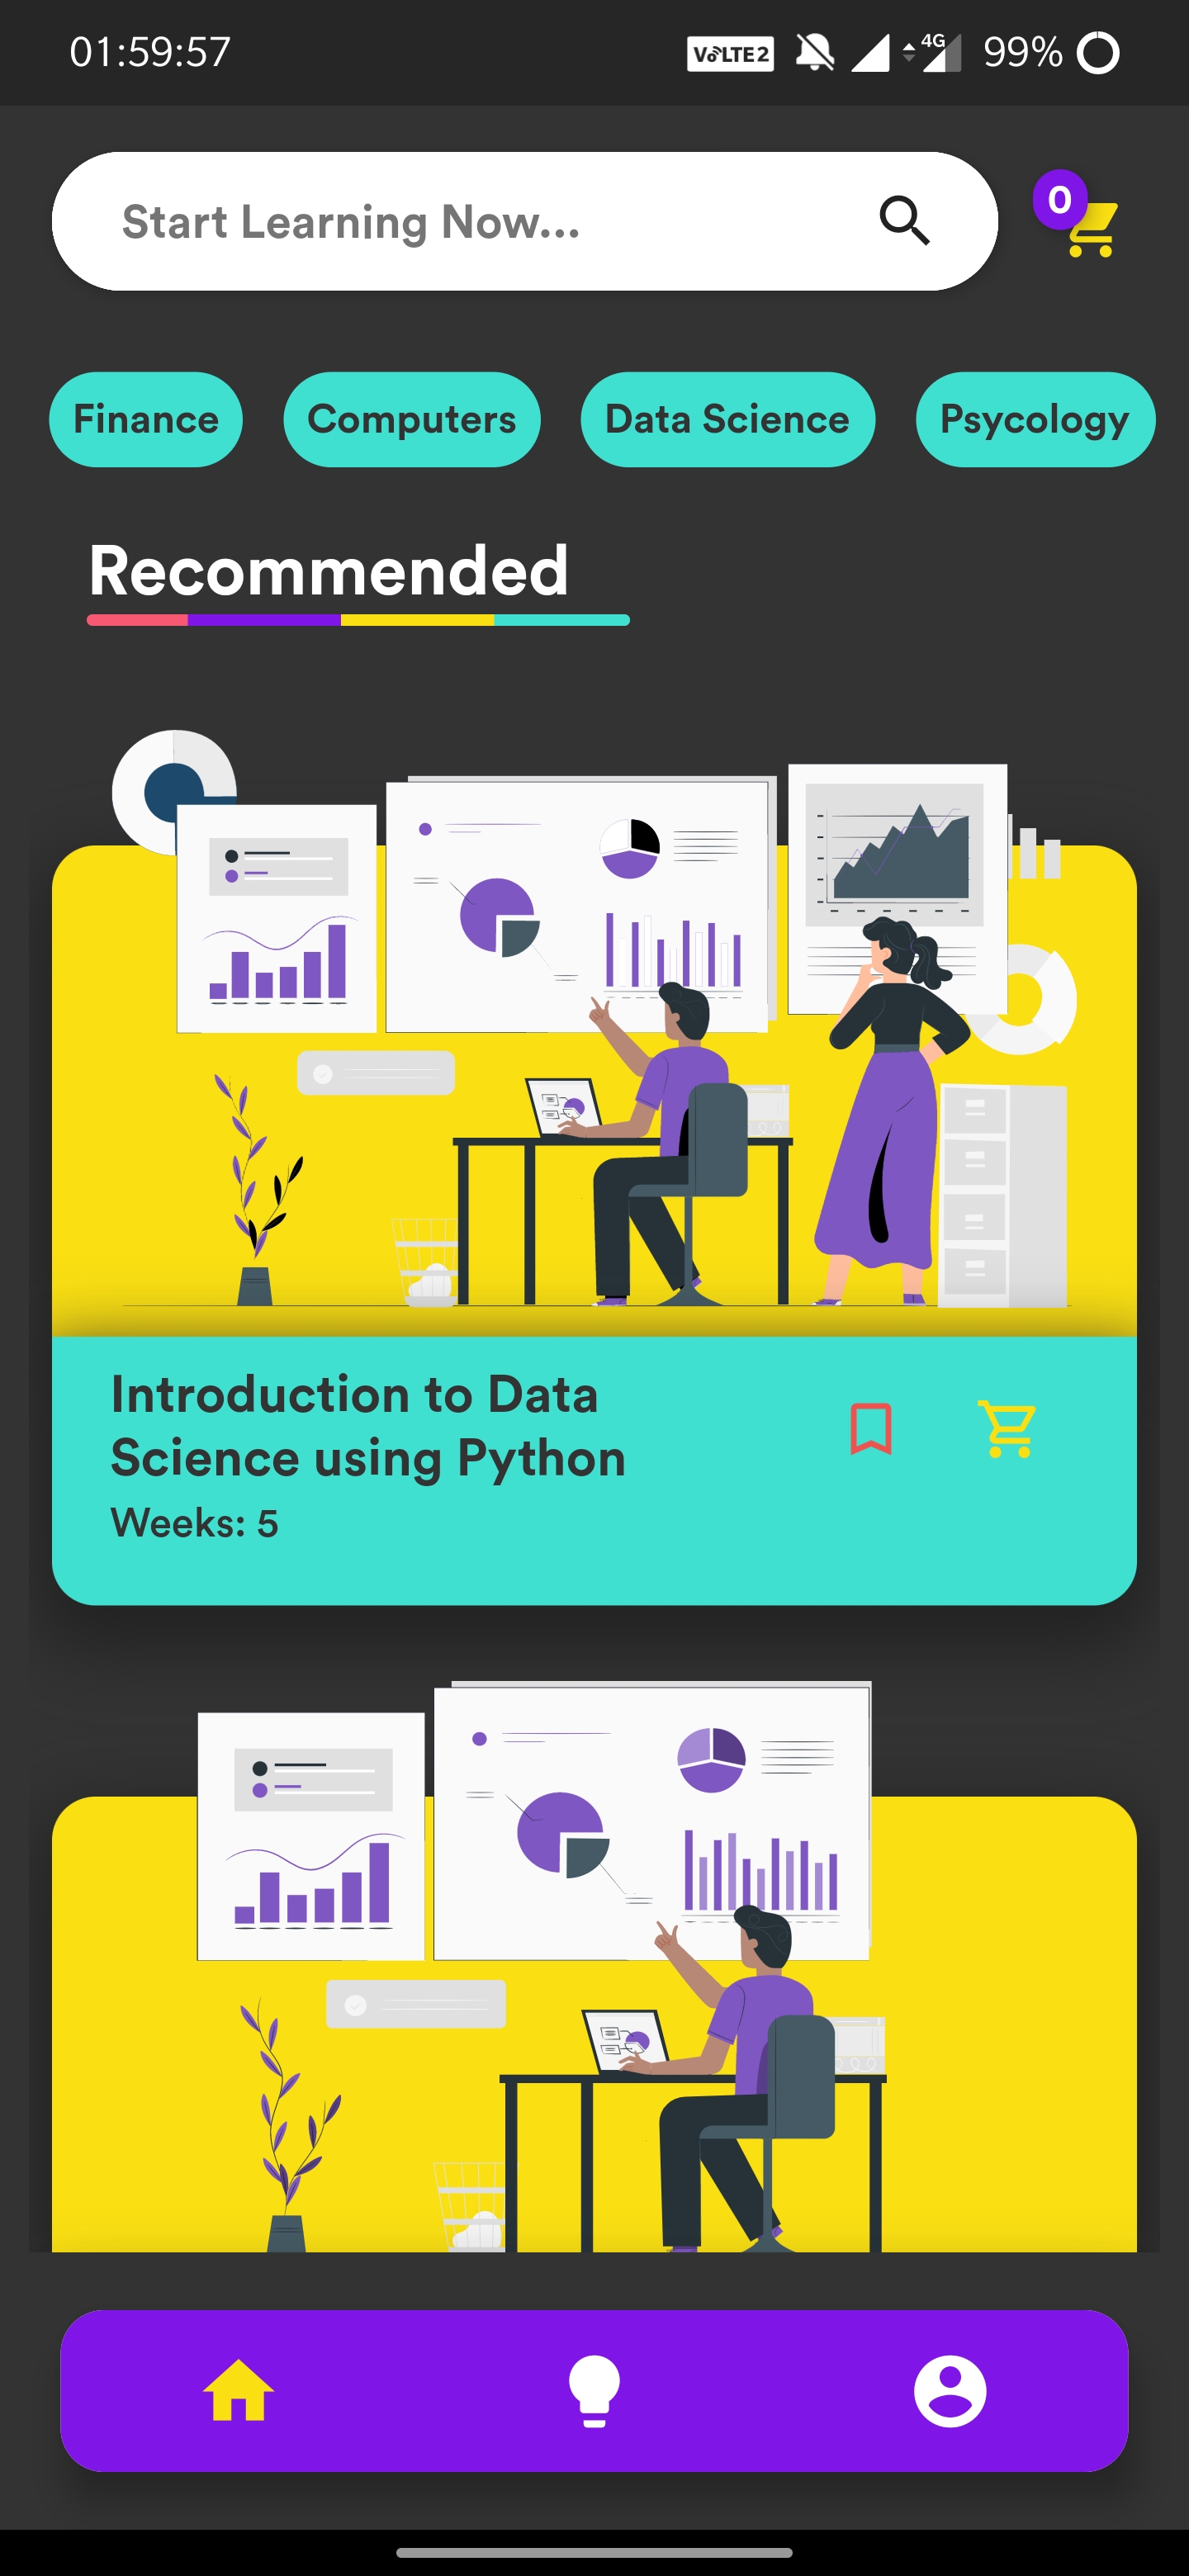 01:59:57
VoLTE2
4G
99%
Start Learning Now...
0
Finance
Computers
Data Science
Psycology
Recommended
Introduction to Data
Science using Python
Weeks: 5